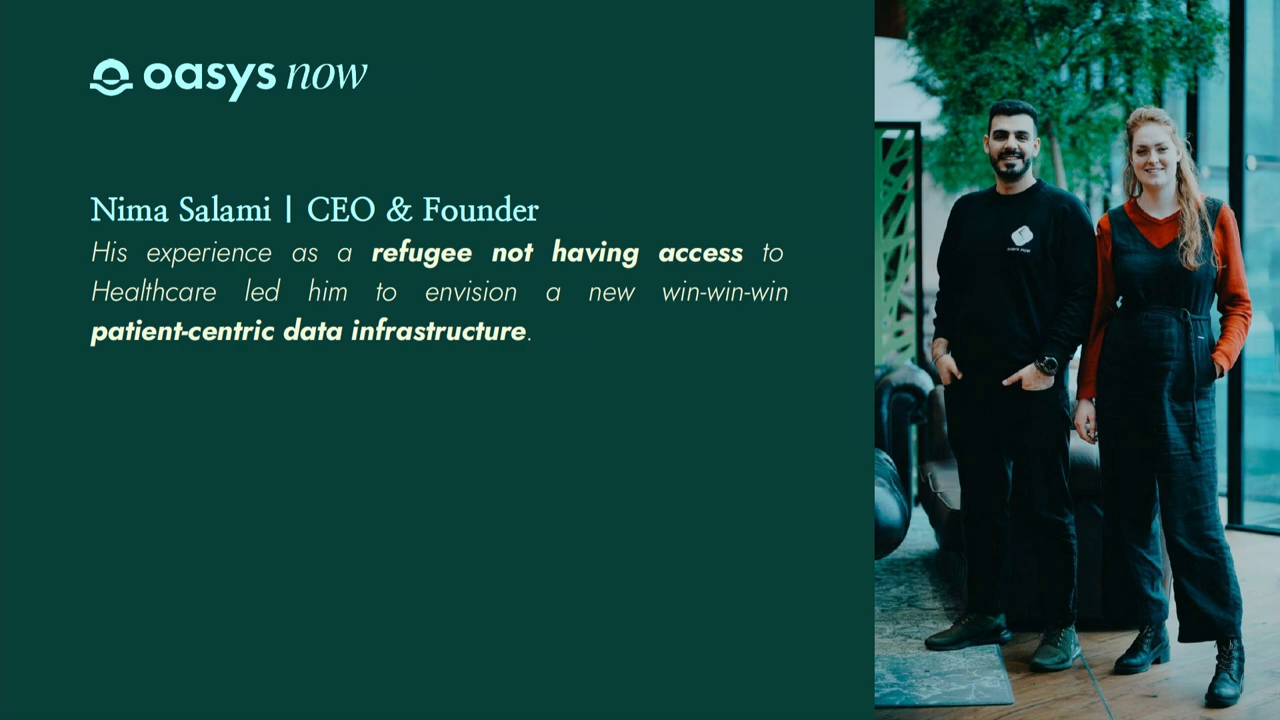 oasys now
Nima Salami | CEO & Founder
His experience as a refugee not having access to
Healthcare led him to envision a new win-win-win
patient-centric data infrastructure.